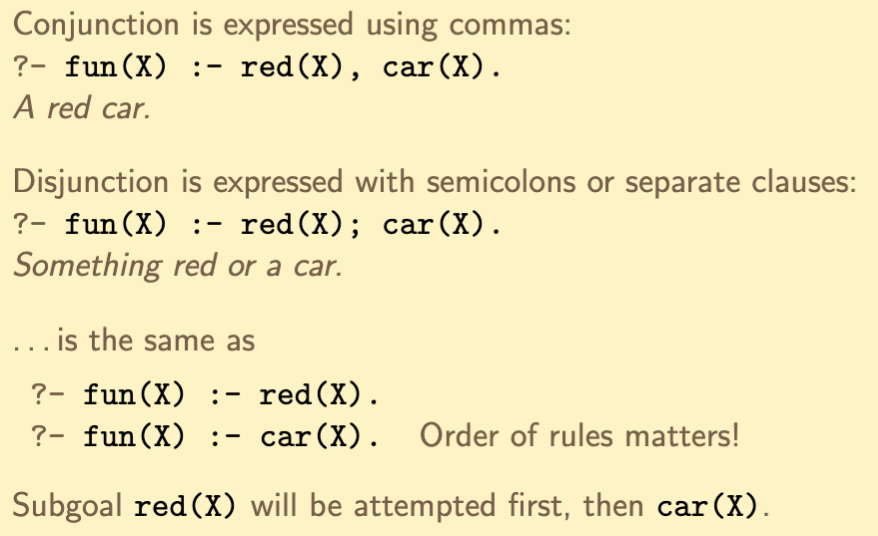 Conjunction is expressed using commas:
?- fun(X) :- red(X), car(X).
A red car.
Disjunction is expressed with semicolons or separate clauses:
?- fun(X) :- red(X); car(X).
Something red or a car.
...is the same as
?- fun(X) :- red(X).
?- fun(X) :- car(X). Order of rules matters!
Subgoal red(X) will be attempted first, then car(X).